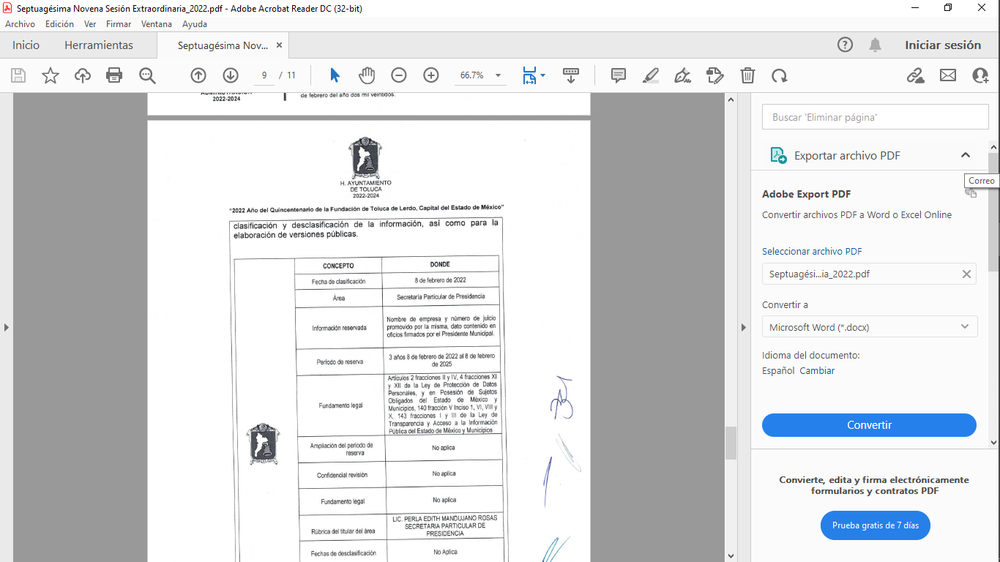 Septuagésima Novena Sesión Extraordinaria_2022.pdf - Adobe Acrobat Reader DC (32-bit)
Archivo Edición Ver Firmar Ventana Ayuda
Inicio Herramientas Septuagésima Nov... Iniciar sesión
9 / 11 66.7%
ADMINISTRACIÓN
2022-2024
de febrero del año dos mil veintidós.
H. AYUNTAMIENTO
DE TOLUCA
2022-2024
"2022 Año del Quincentenario de la Fundación de Toluca de Lerdo, Capital del Estado de México"
clasificación y desclasificación de la información, así como para la
elaboración de versiones públicas.
CONCEPTO DONDE
Fecha de clasificación 8 de febrero de 2022
Área Secretaria Particular de Presidencia
Información reservada
Nombre de empresa y número de juicio
promovido por la misma, dato contenido en
oficios firmados por el Presidente Municipal.
Periodo de reserva
3 años 8 de febrero de 2022 al 8 de febrero
de 2025
Fundamento legal
Artículos 2 fracciones II y IV, 4 fracciones XI
y XII de la Ley de Protección de Datos
Personales, y en Posesión de Sujetos
Obligados del Estado de México y
Municipios, 140 fracción V Inciso 1, VI, VIII y
X, 143 fracciones I y III de la Ley de
Transparencia y Acceso a la Información
Pública del Estado de México y Municipios
Ampliación del periodo de
reserva
No aplica
Confidencial revisión No aplica
Fundamento legal No aplica
Rúbrica del titular del área
LIC. PERLA EDITH MANDUJANO ROSAS
SECRETARIA PARTICULAR DE
PRESIDENCIA
Fechas de desclasificación No Aplica
Buscar 'Eliminar página'
Exportar archivo PDF
Correo
Adobe Export PDF
Convertir archivos PDF a Word o Excel Online
Seleccionar archivo PDF
Septuagési...ia_2022.pdf
Convertir a
Microsoft Word (*.docx)
Idioma del documento:
Español Cambiar
Convertir
Convierte, edita y firma electrónicamente
formularios y contratos PDF
Prueba gratis de 7 días